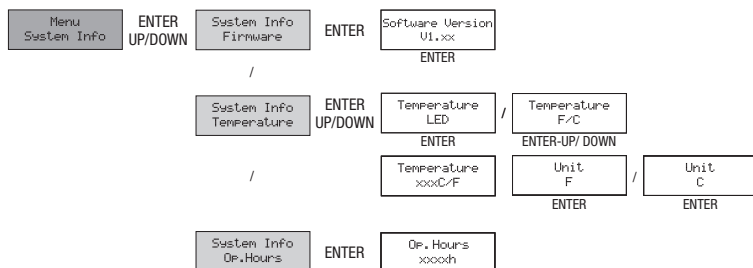 Menu
System Info
ENTER
UP/DOWN
System Info
Firmware
ENTER
Software Version
V1.xx
ENTER
/
System Info
Temperature
ENTER
UP/DOWN
Temperature
LED
ENTER
/
Temperature
F/C
ENTER-UP/ DOWN
/
Temperature
xxxC/F
Unit
F
ENTER
/
Unit
C
ENTER
System Info
Op.Hours
ENTER
Op.Hours
xxxxh